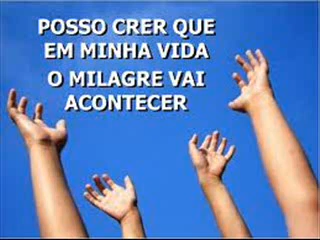 POSSO CRER QUE
EM MINHA VIDA
O MILAGRE VAI
ACONTECER